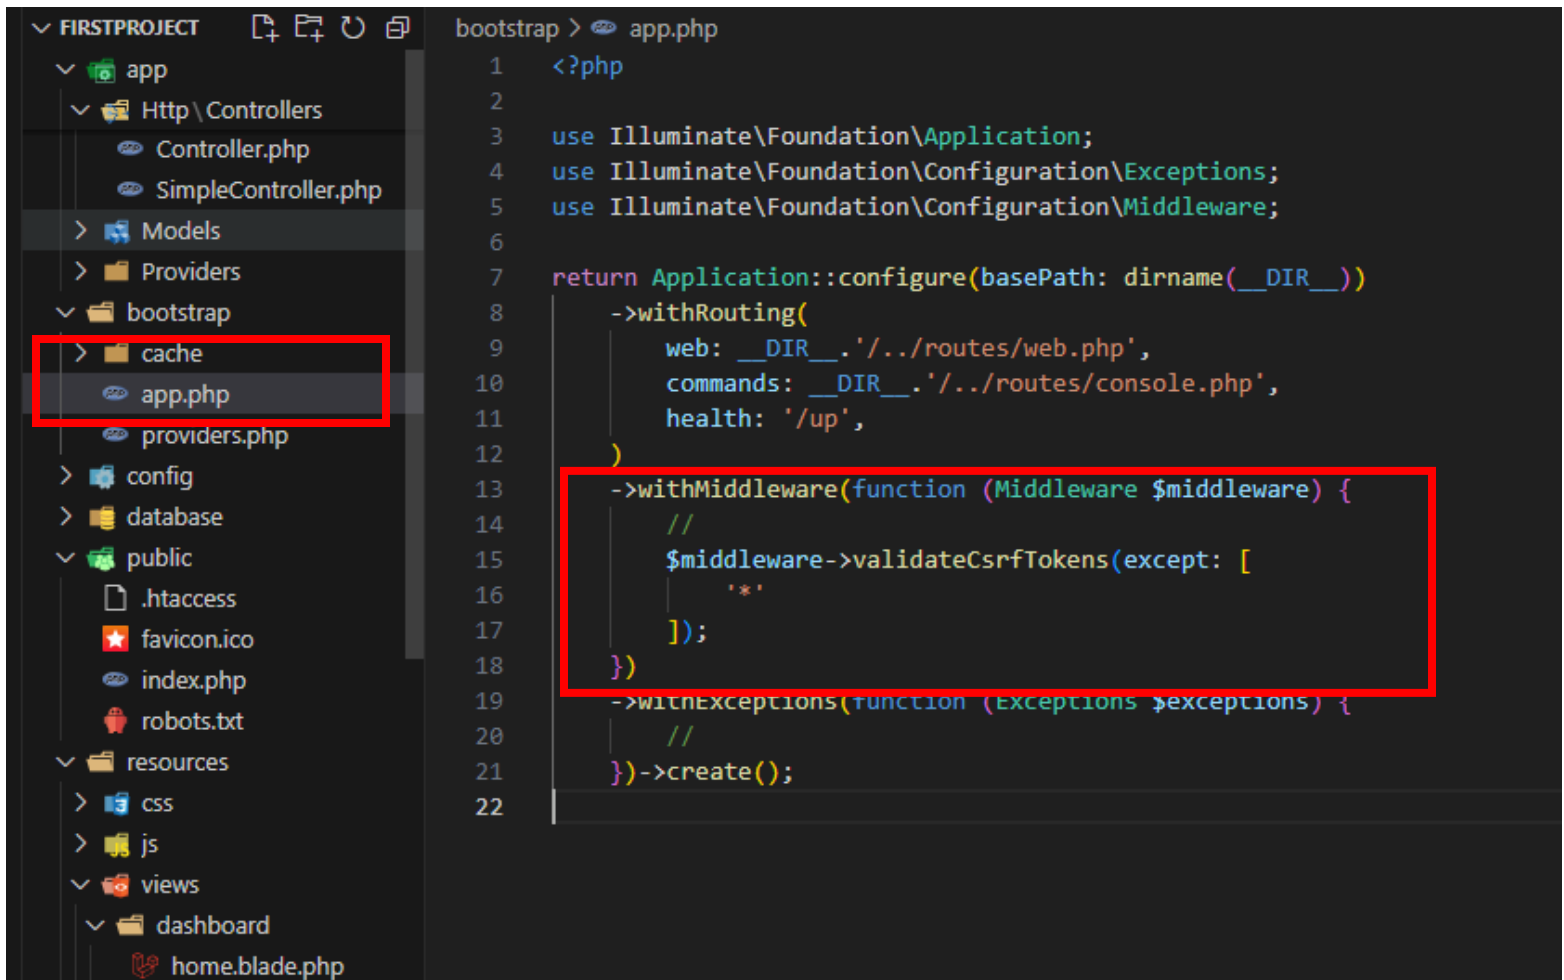 FIRSTPROJECT
app
Http\Controllers
Controller.php
SimpleController.php
Models
Providers
bootstrap
cache
app.php
providers.php
config
database
public
.htaccess
favicon.ico
index.php
robots.txt
resources
css
js
views
dashboard
home.blade.php
bootstrap > app.php
1 <?php
2
3 use Illuminate\Foundation\Application;
4 use Illuminate\Foundation\Configuration\Exceptions;
5 use Illuminate\Foundation\Configuration\Middleware;
6
7 return Application::configure(basePath: dirname(__DIR__))
8 ->withRouting(
9 web: __DIR__.'/../routes/web.php',
10 commands: __DIR__.'/../routes/console.php',
11 health: '/up',
12 )
13 ->withMiddleware(function (Middleware $middleware) {
14 //
15 $middleware->validateCsrfTokens(except: [
16 '*'
17 ]);
18 })
19 ->withExceptions(function (Exceptions $exceptions) {
20 //
21 })->create();
22